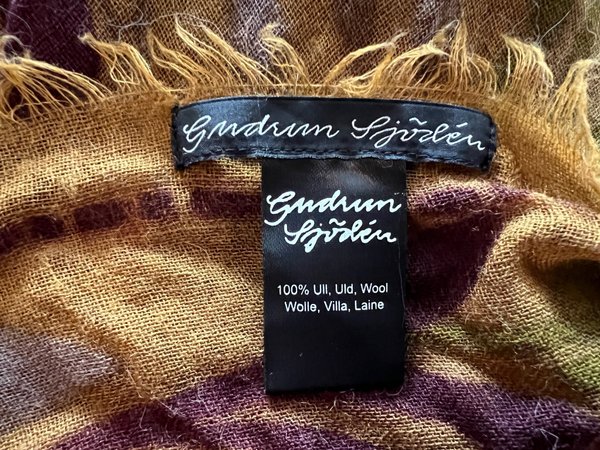 Gudrun Sjödén
Gudrun
Sjödén
100% Ull, Uld, Wool
Wolle, Villa, Laine